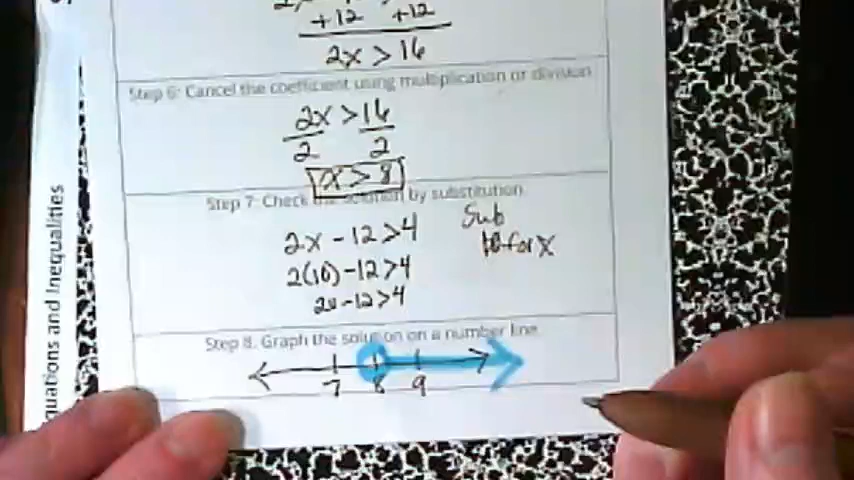 +12 +12
2x > 16
Step 6: Cancel the coefficient using multiplication or division
2x > 16
2 2
x > 8
Step 7: Check the solution by substitution
2x - 12 > 4 Sub
2(10) - 12 > 4 10 for x
20 - 12 > 4
Step 8. Graph the solution on a number line
7 8 9
quations and Inequalities